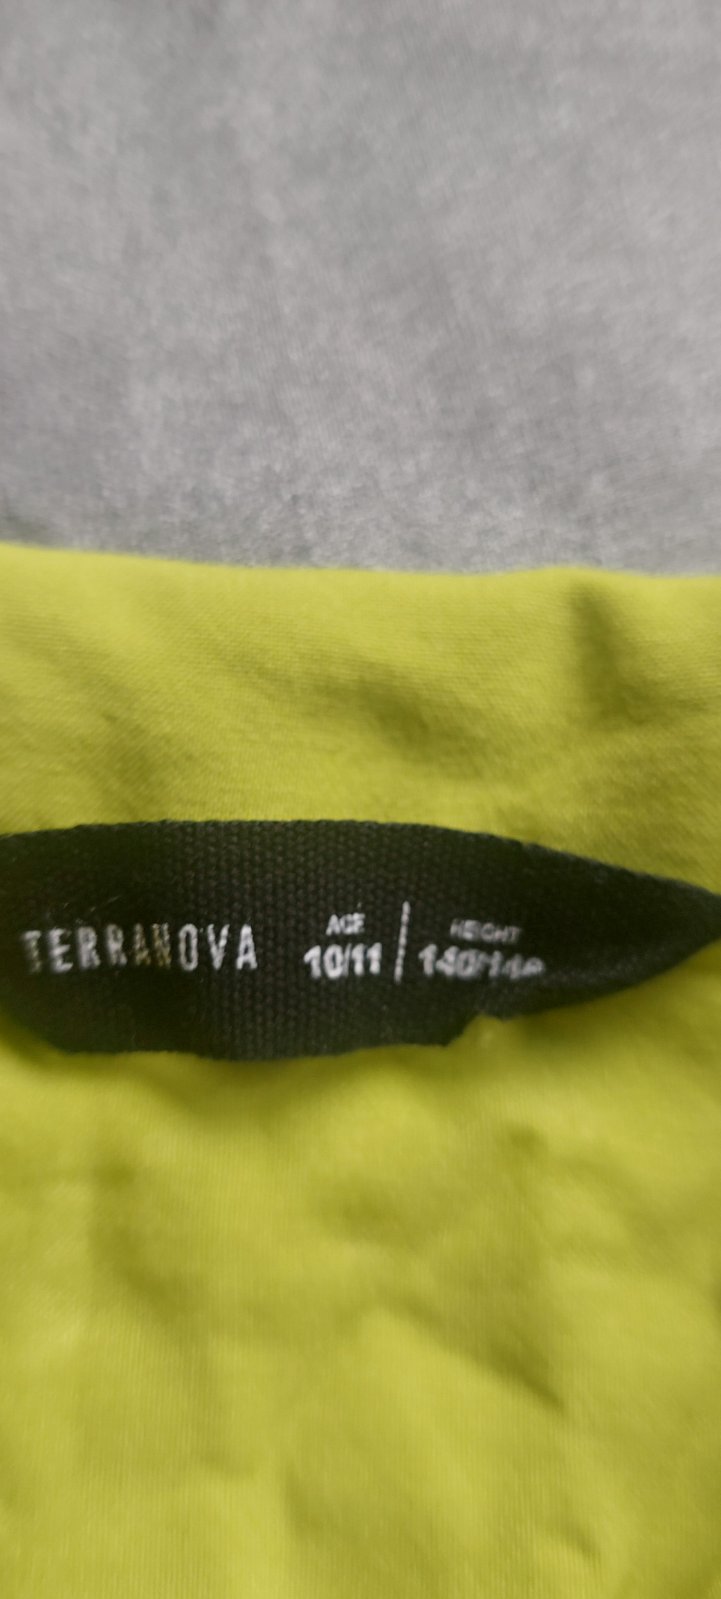 TERRANOVA
AGE
10/11
HEIGHT